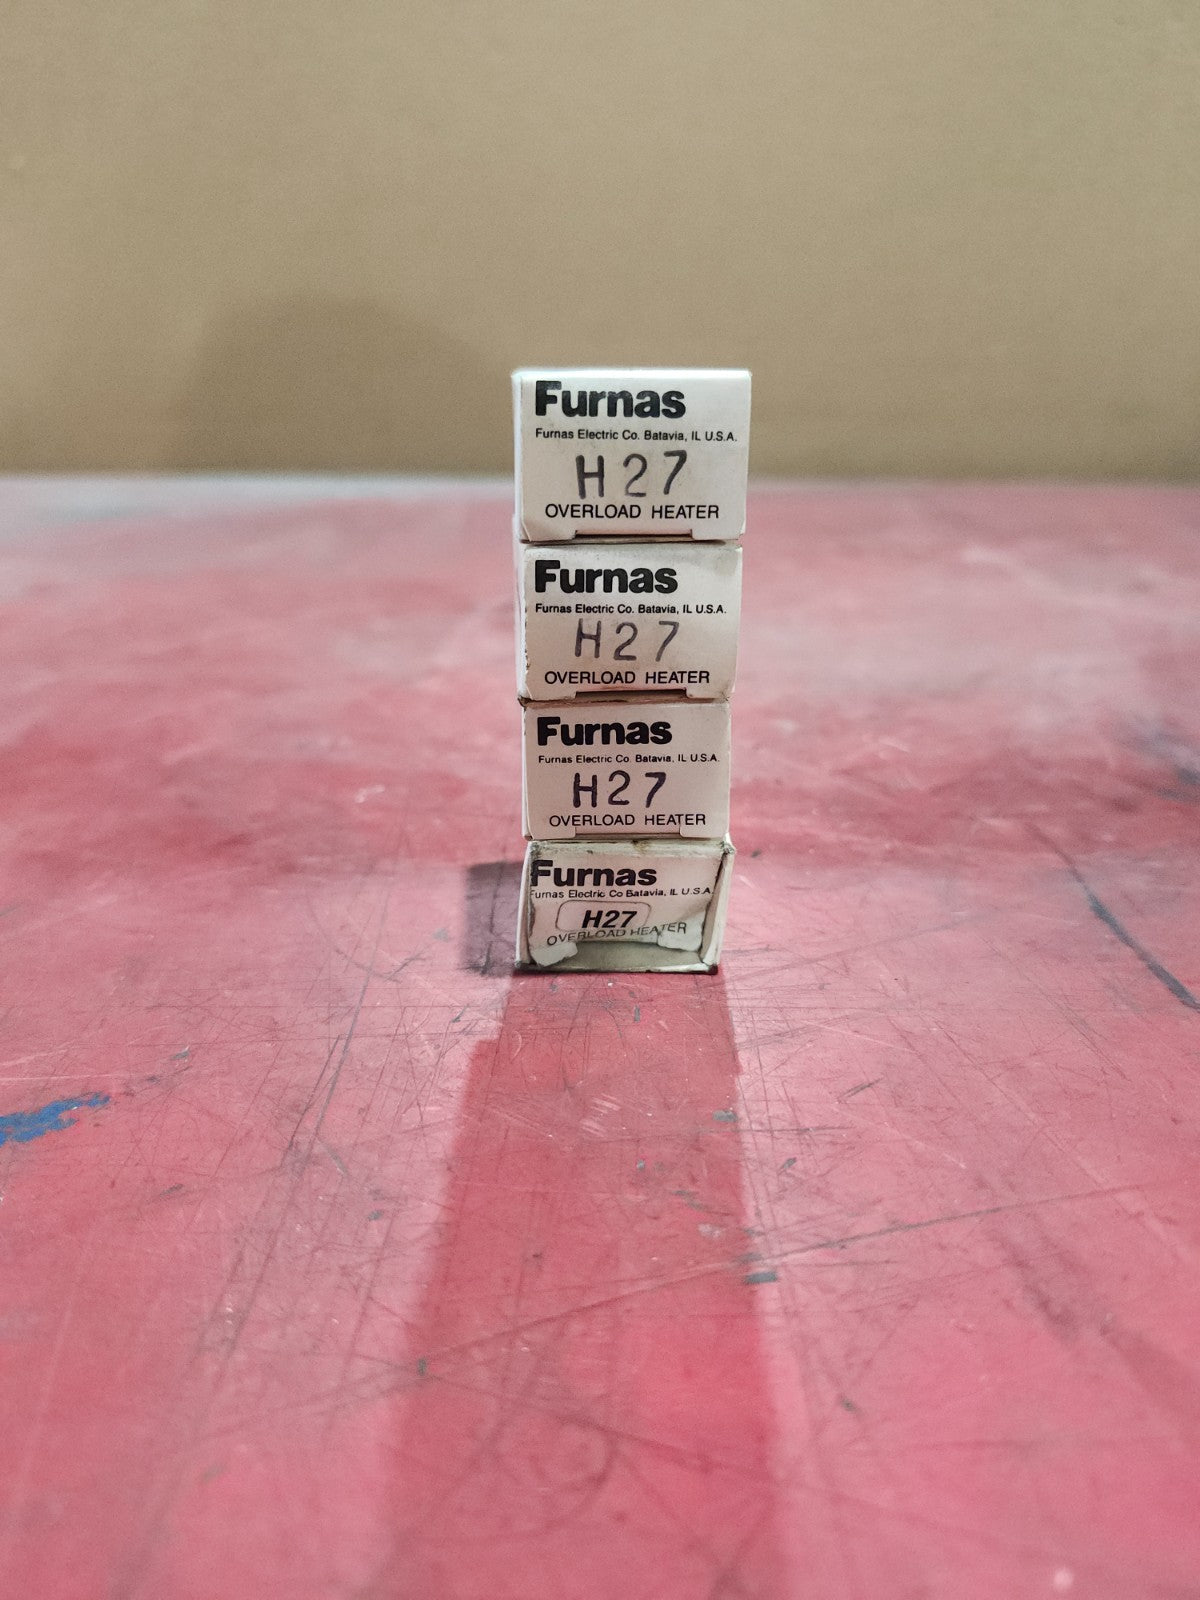 Furnas
Furnas Electric Co. Batavia, IL U.S.A.
H27
OVERLOAD HEATER
Furnas
Furnas Electric Co. Batavia, IL U.S.A.
H27
OVERLOAD HEATER
Furnas
Furnas Electric Co. Batavia, IL U.S.A.
H27
OVERLOAD HEATER
Furnas
Furnas Electric Co Batavia, IL U.S.A.
H27
OVERLOAD HEATER